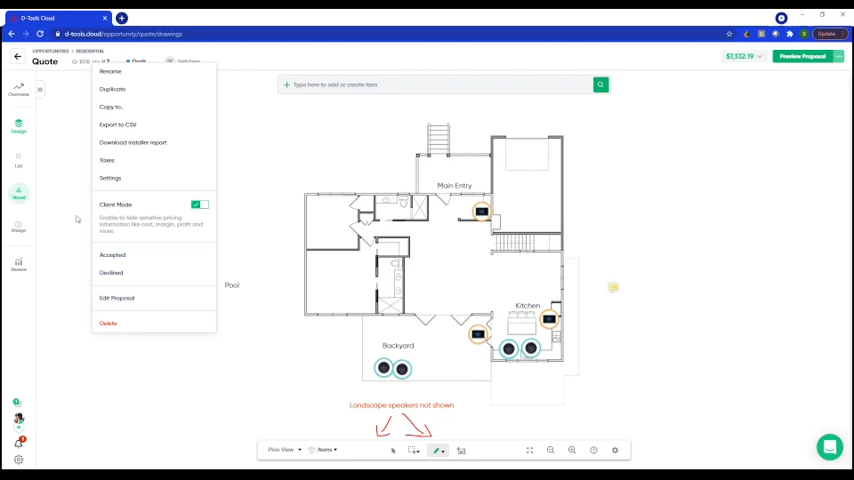 D-Tools Cloud
d-tools.cloud/opportunity/quote/drawings
Update
OPPORTUNITIES RESIDENTIAL
Quote
Draft
$7,332.19
Preview Proposal
Type here to add or create item
Overview
Design
List
Visual
Image
Review
Rename
Duplicate
Copy to..
Export to CSV
Download installer report
Taxes
Settings
Client Mode
Enable to hide sensitive pricing
information like cost, margin, profit and
more.
Accepted
Declined
Edit Proposal
Delete
Main Entry
Pool
Kitchen
Backyard
Landscape speakers not shown
Plan View
Items